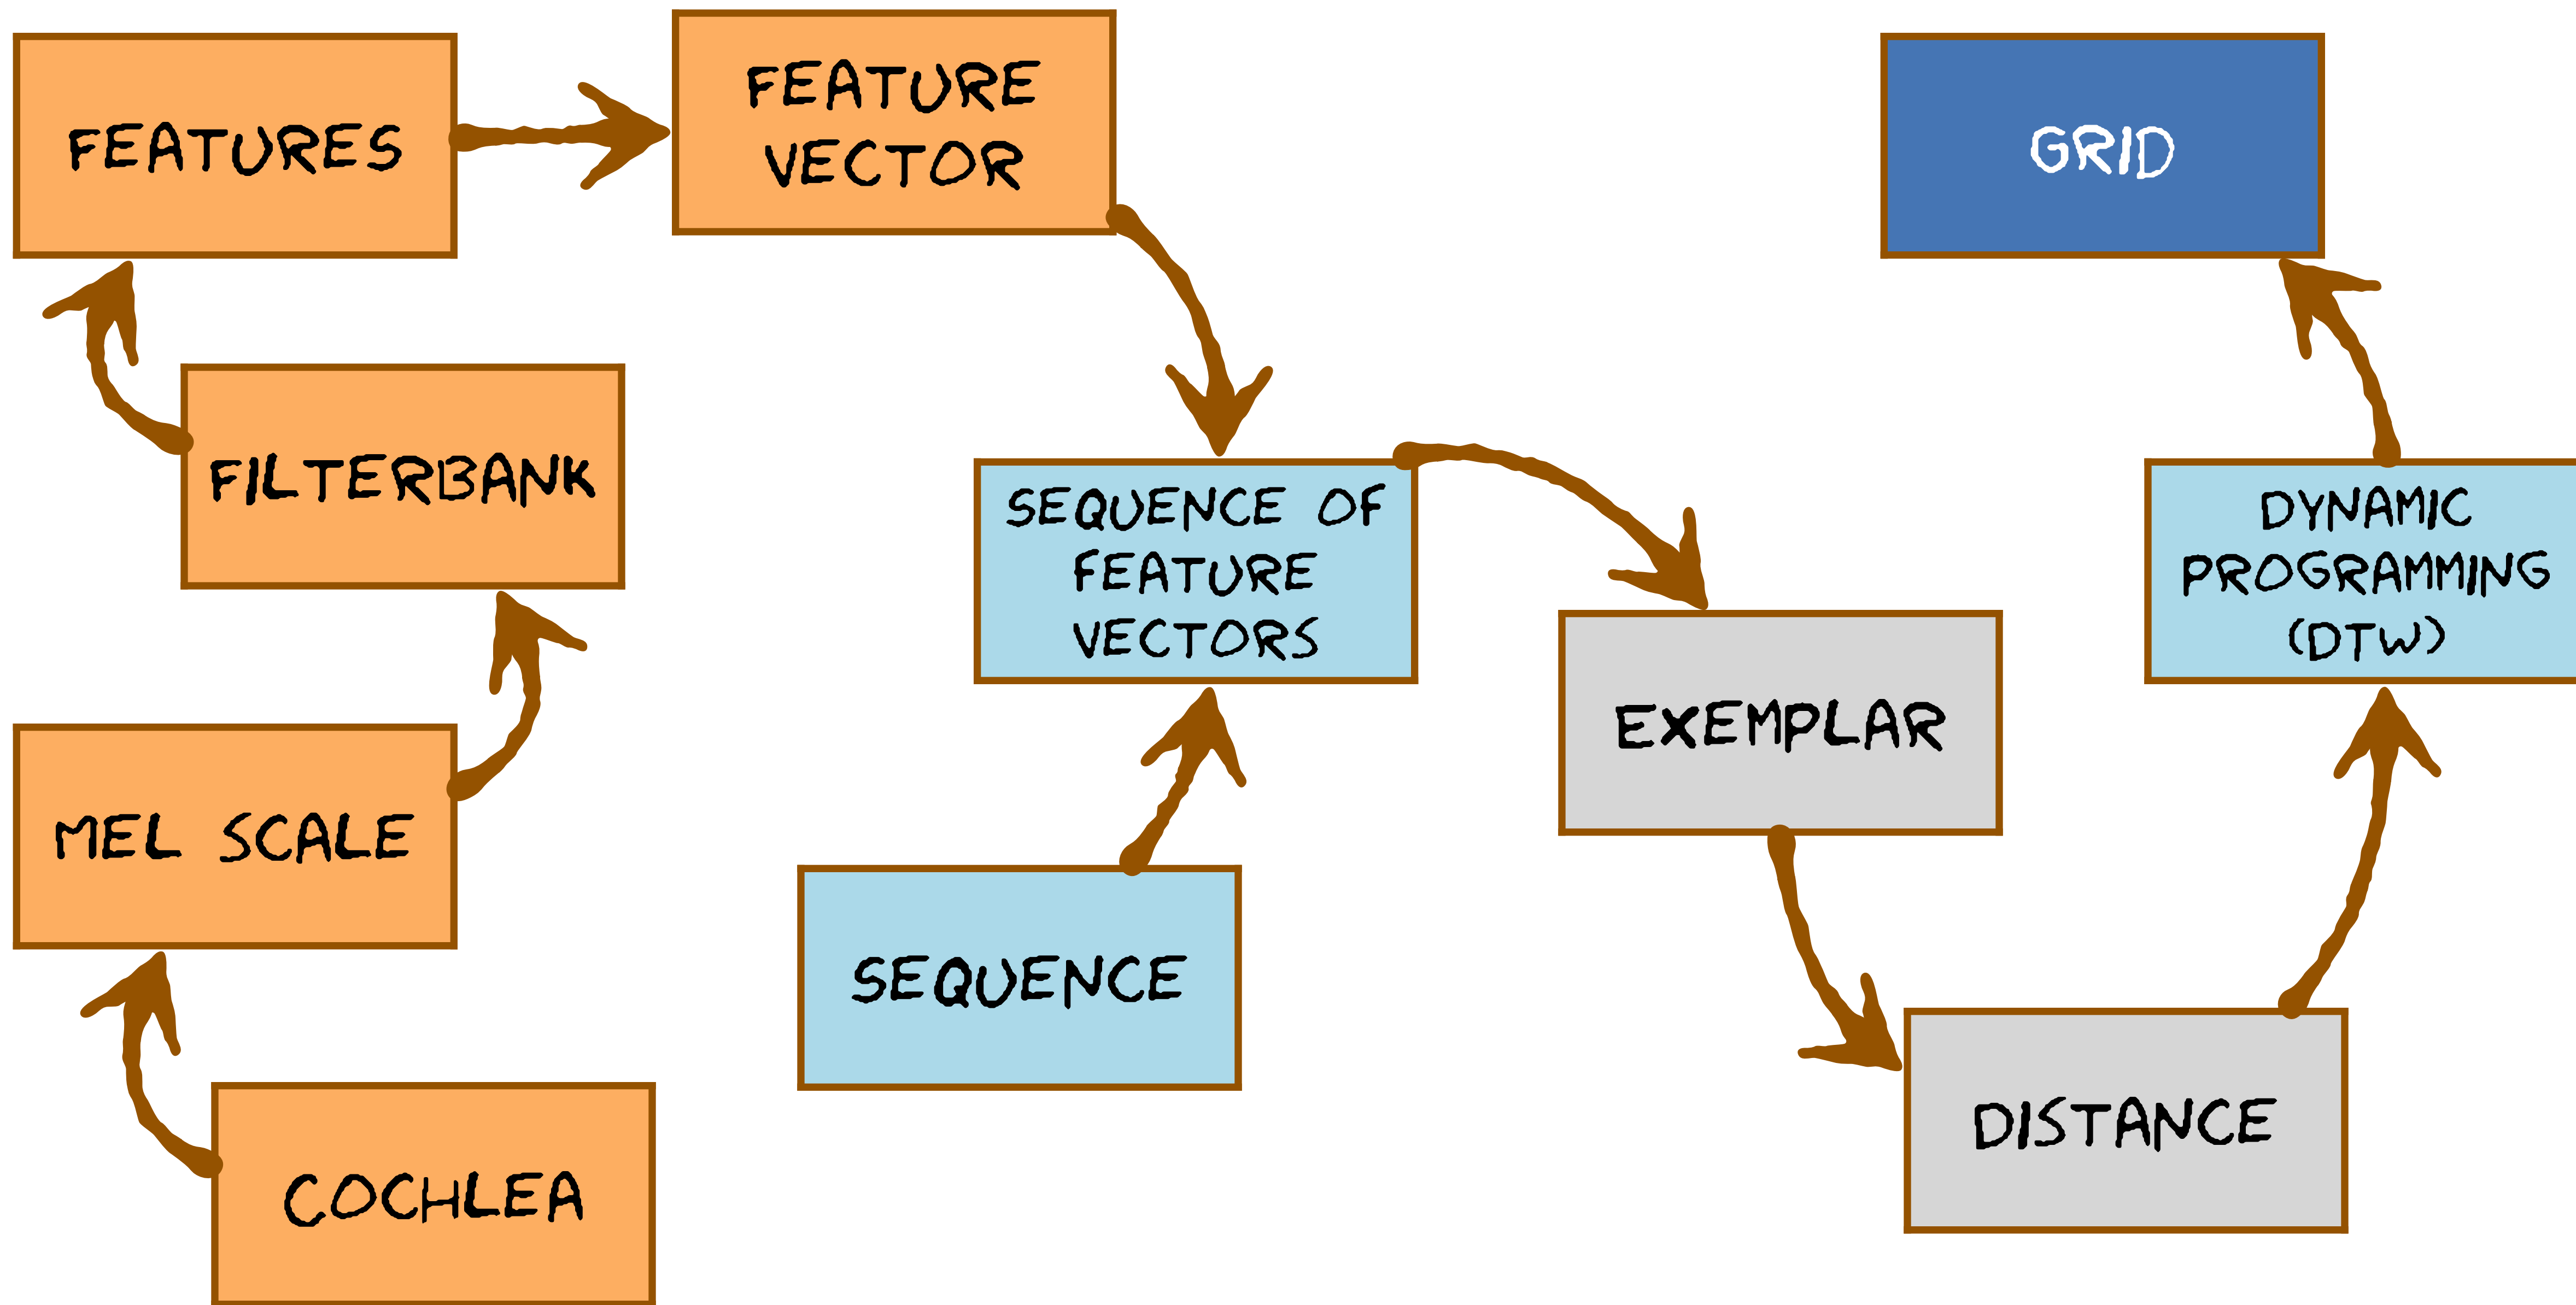 FEATURES
FEATURE
VECTOR
GRID
FILTERBANK
SEQUENCE OF
FEATURE
VECTORS
DYNAMIC
PROGRAMMING
(DTW)
EXEMPLAR
MEL SCALE
SEQUENCE
DISTANCE
COCHLEA